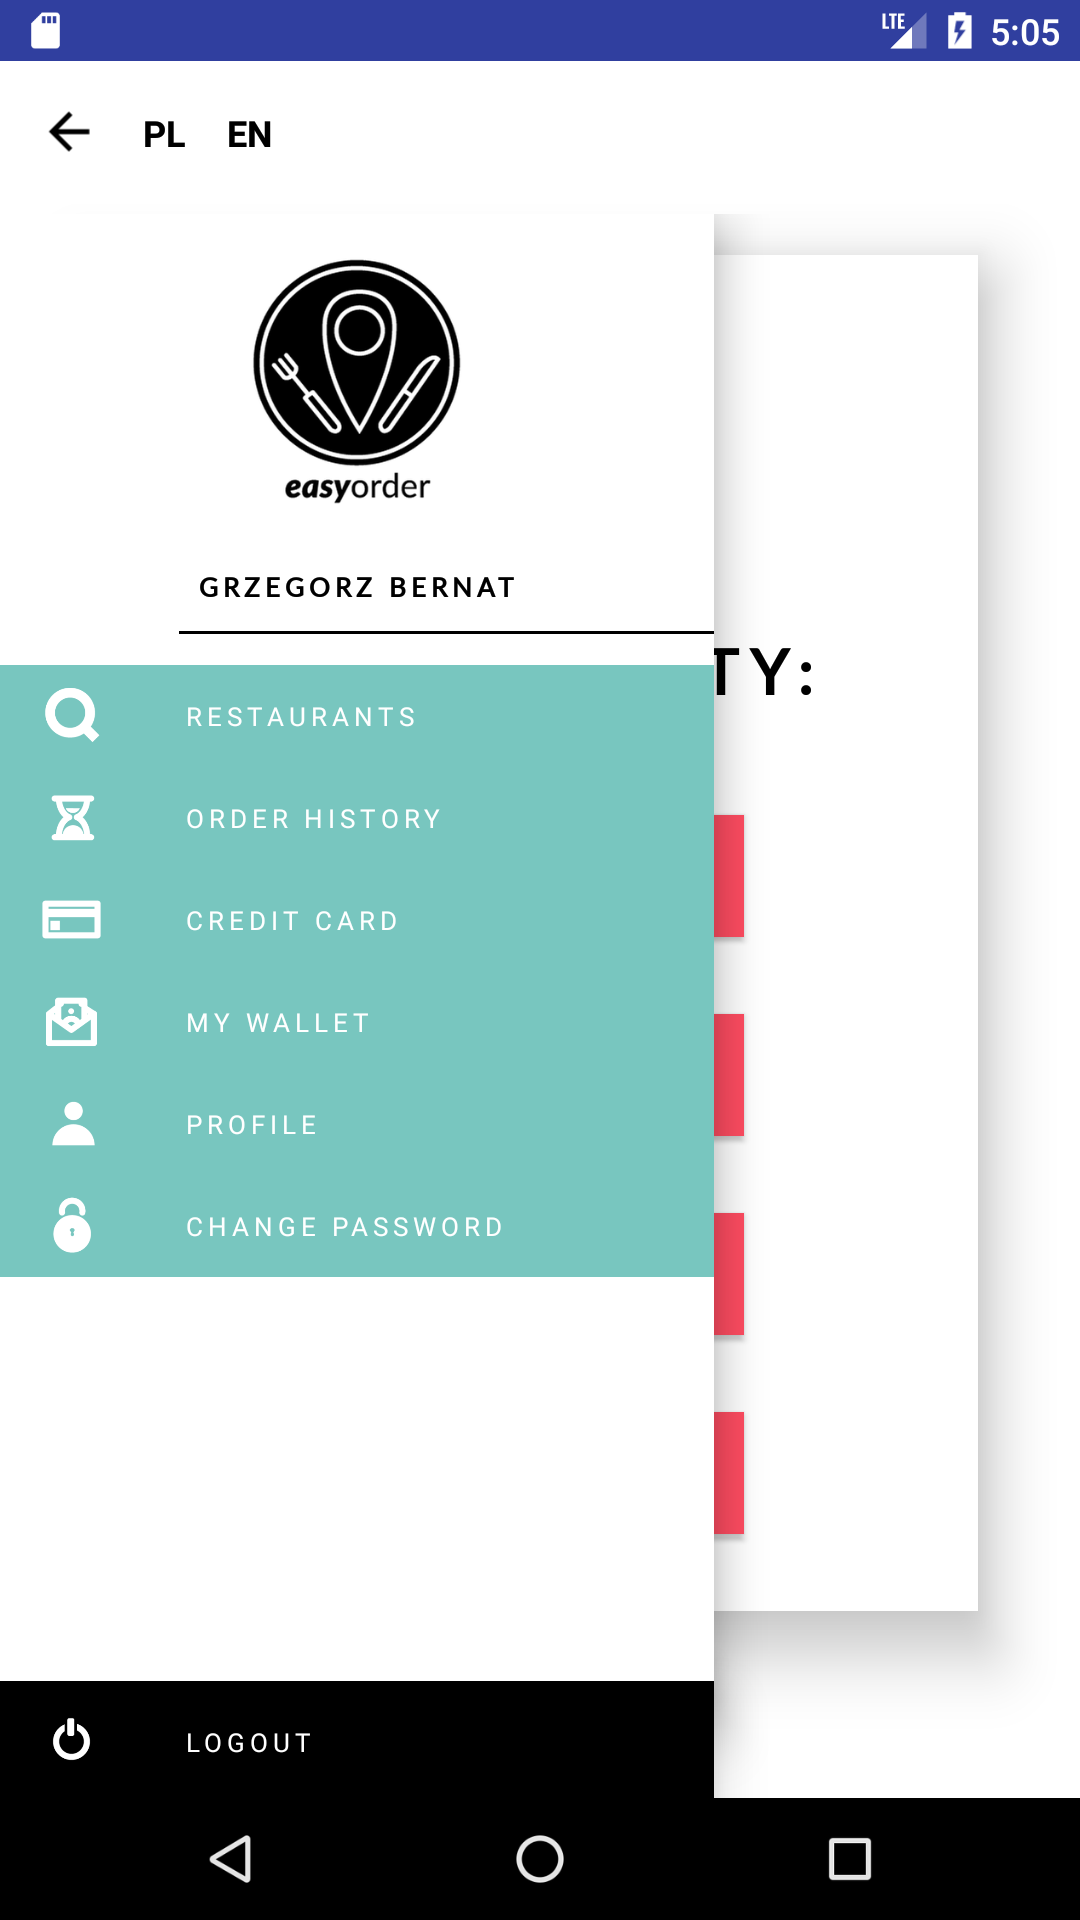 LTE 5:05
PL EN
easyorder
GRZEGORZ BERNAT
TY:
RESTAURANTS
ORDER HISTORY
CREDIT CARD
MY WALLET
PROFILE
CHANGE PASSWORD
LOGOUT